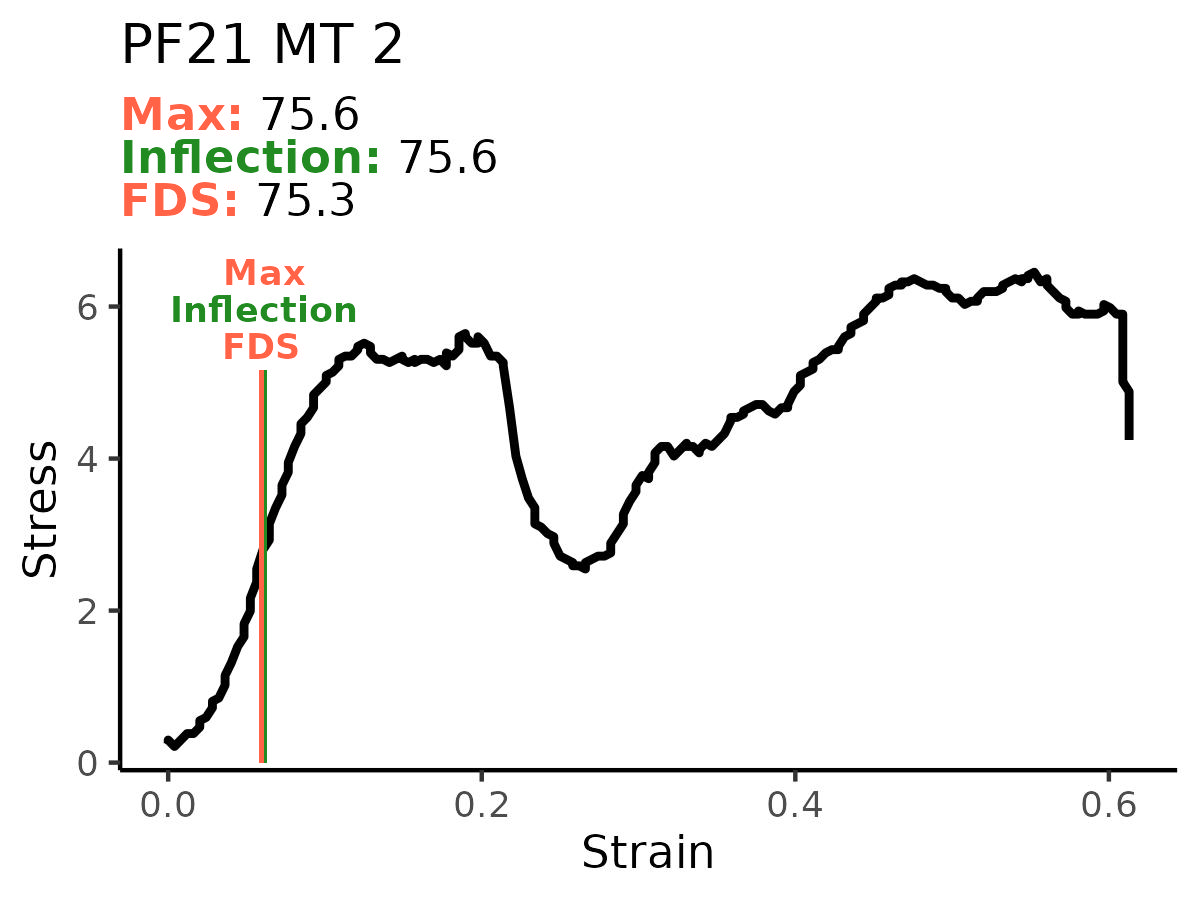 PF21 MT 2
Max: 75.6
Inflection: 75.6
FDS: 75.3
Max
Inflection
FDS
6
4
2
0
Stress
0.0 0.2 0.4 0.6
Strain